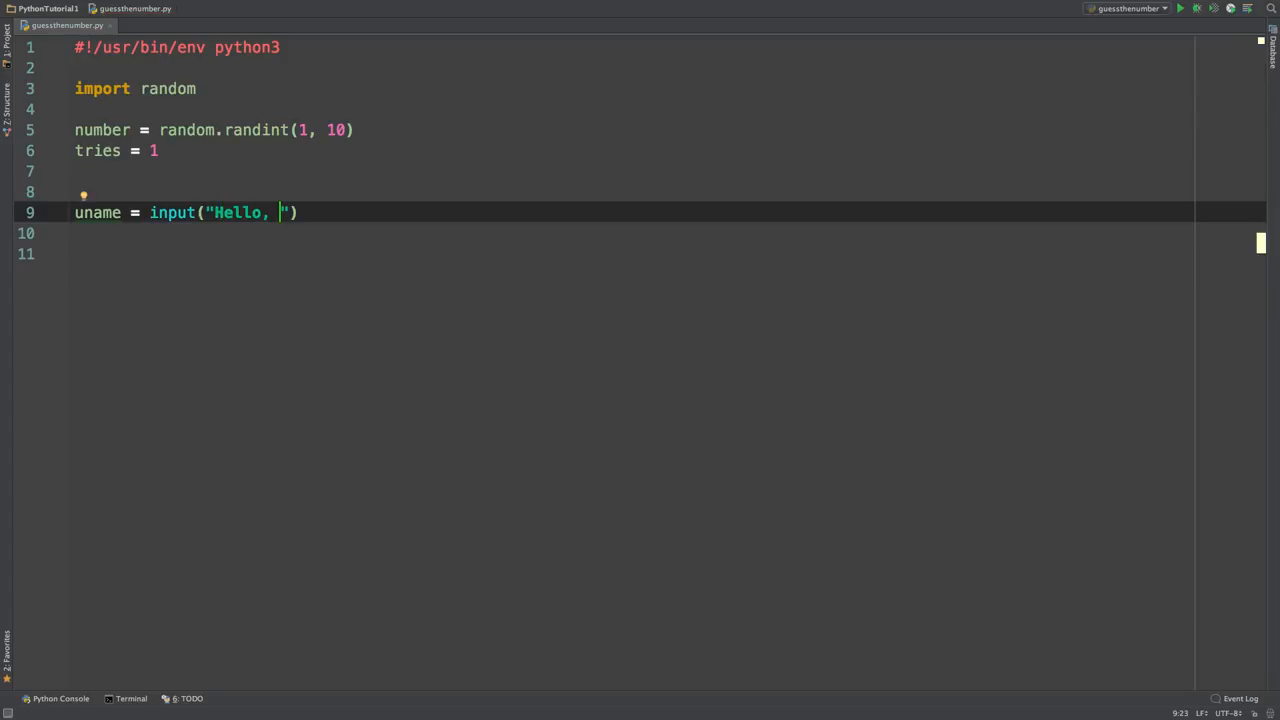 PythonTutorial1 guessthenumber.py guessthenumber
guessthenumber.py
1: Project
Z: Structure
2: Favorites
Database
1 #!/usr/bin/env python3
2
3 import random
4
5 number = random.randint(1, 10)
6 tries = 1
7
8
9 uname = input("Hello, ")
10
11
Python Console Terminal 6: TODO Event Log
9:23 LF÷ UTF-8÷